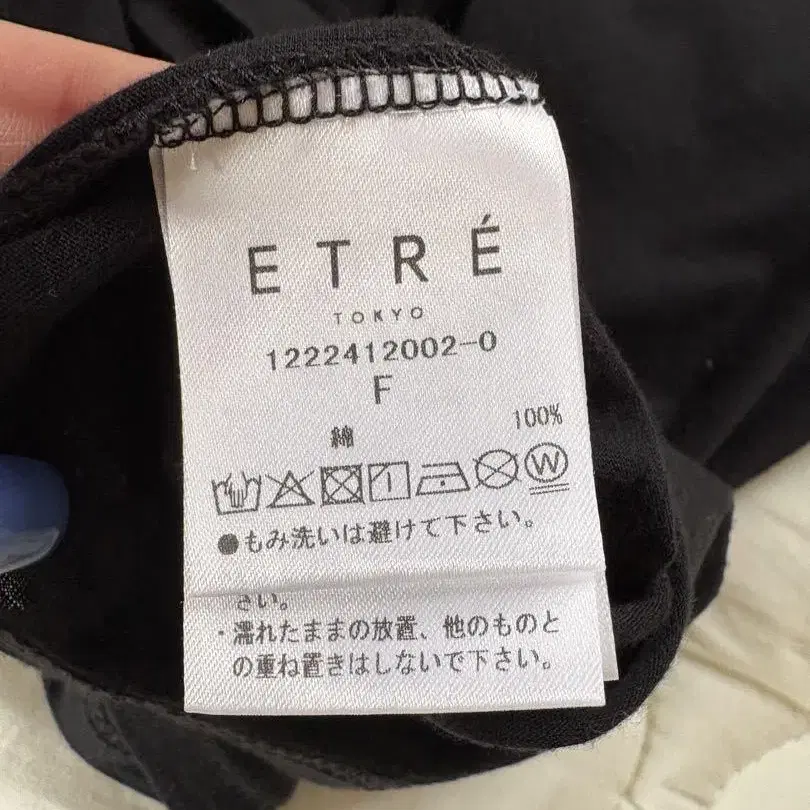 ETRÉ
TOKYO
1222412002-0
F
綿 100%
W
●もみ洗いは避けて下さい。
さい。
・濡れたままの放置、他のものと
の重ね置きはしないで下さい。